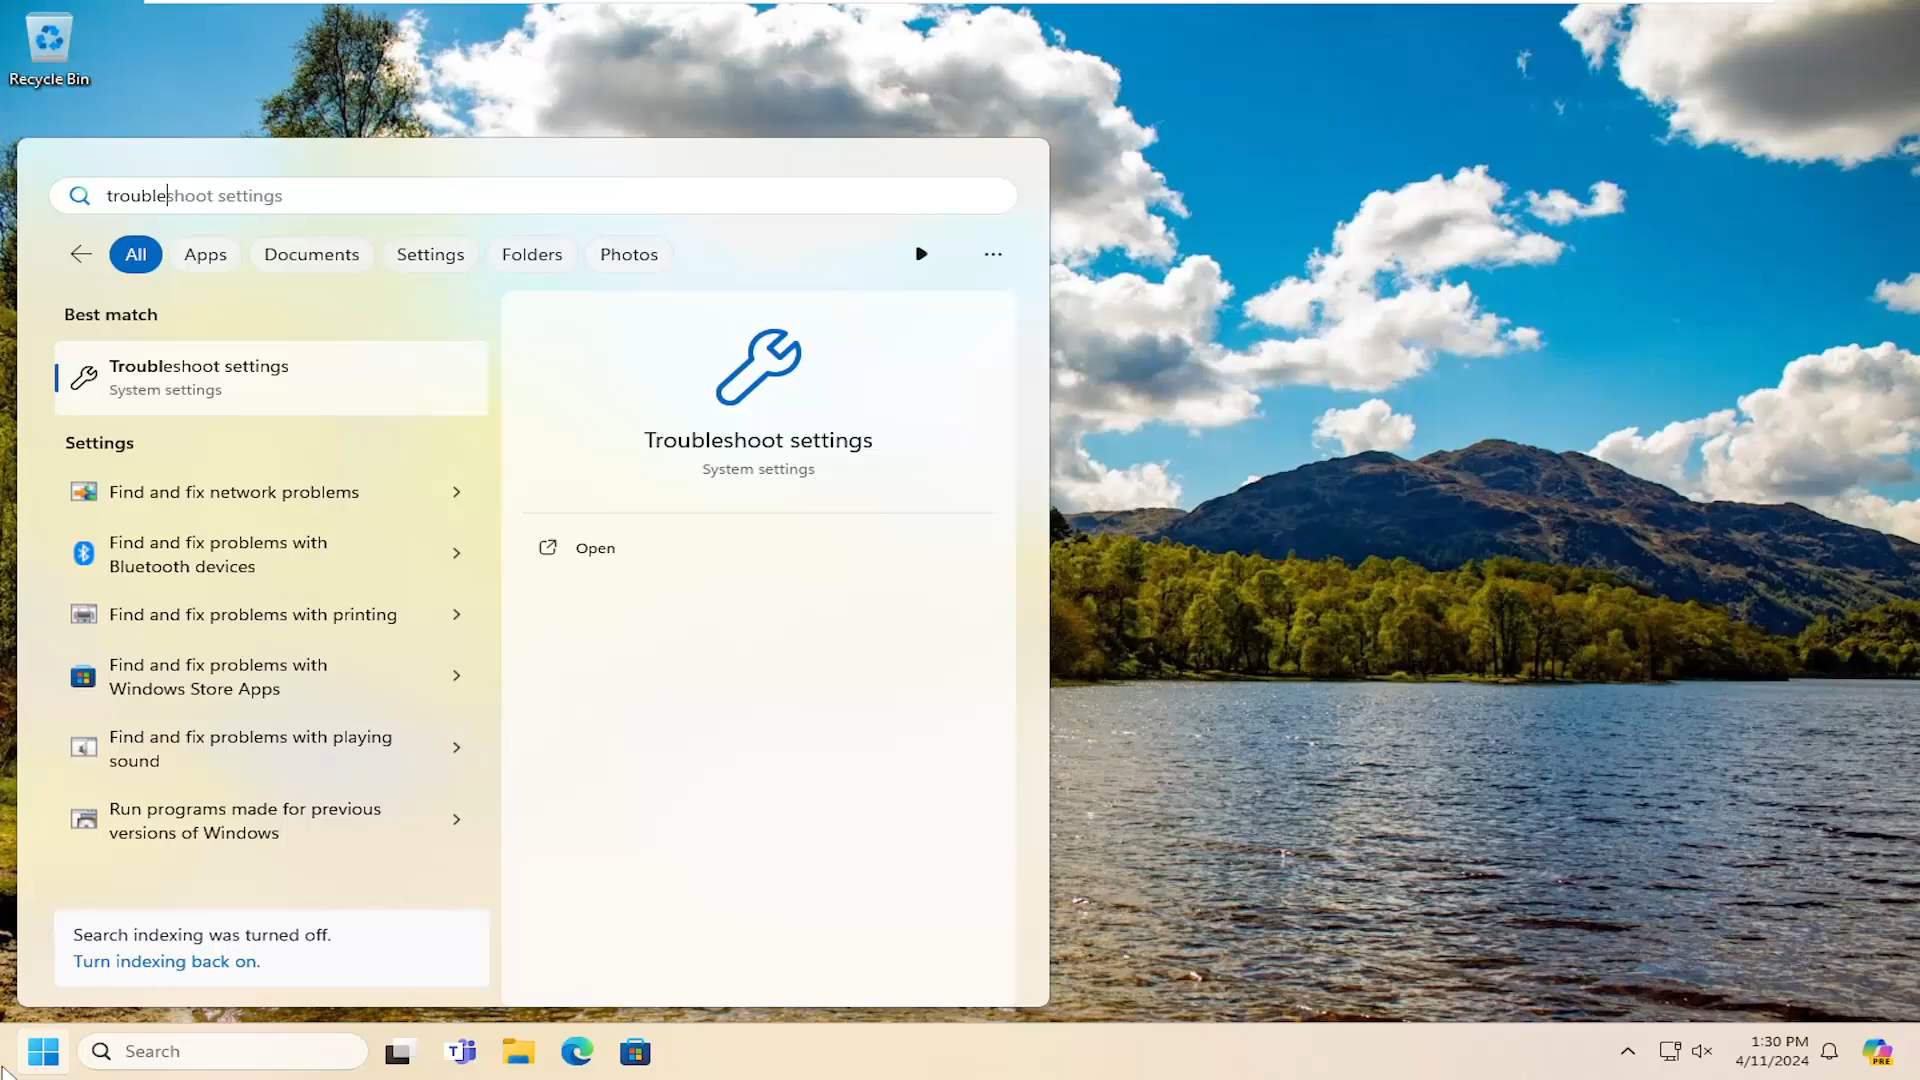 Recycle Bin
troubleshoot settings
All
Apps
Documents
Settings
Folders
Photos
Best match
Troubleshoot settings
System settings
Settings
Find and fix network problems
Find and fix problems with
Bluetooth devices
Find and fix problems with printing
Find and fix problems with
Windows Store Apps
Find and fix problems with playing
sound
Run programs made for previous
versions of Windows
Search indexing was turned off.
Turn indexing back on.
Troubleshoot settings
System settings
Open
Search
1:30 PM
4/11/2024
PRE